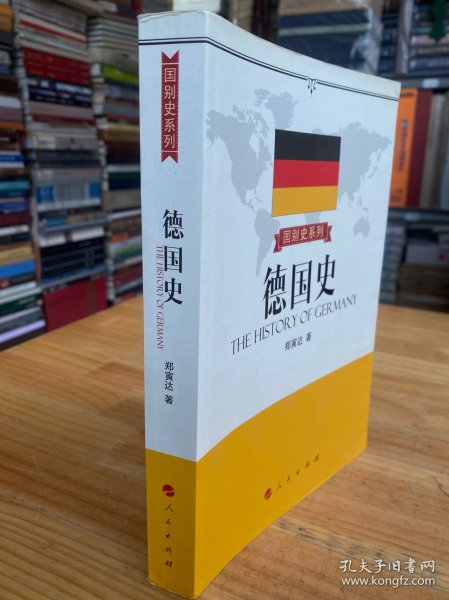 国别史系列
德国史
THE HISTORY OF GERMANY
郑寅达 著
人民出版社
国别史系列
德国史
THE HISTORY OF GERMANY
郑寅达 著
人民出版社
孔夫子旧书网
www.kongfz.com